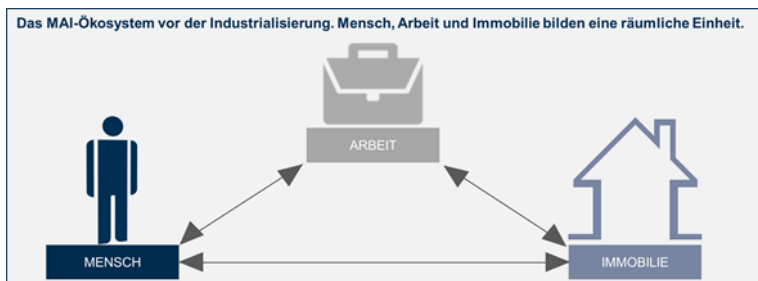 Das MAI-Ökosystem vor der Industrialisierung. Mensch, Arbeit und Immobilie bilden eine räumliche Einheit.
ARBEIT
MENSCH
IMMOBILIE